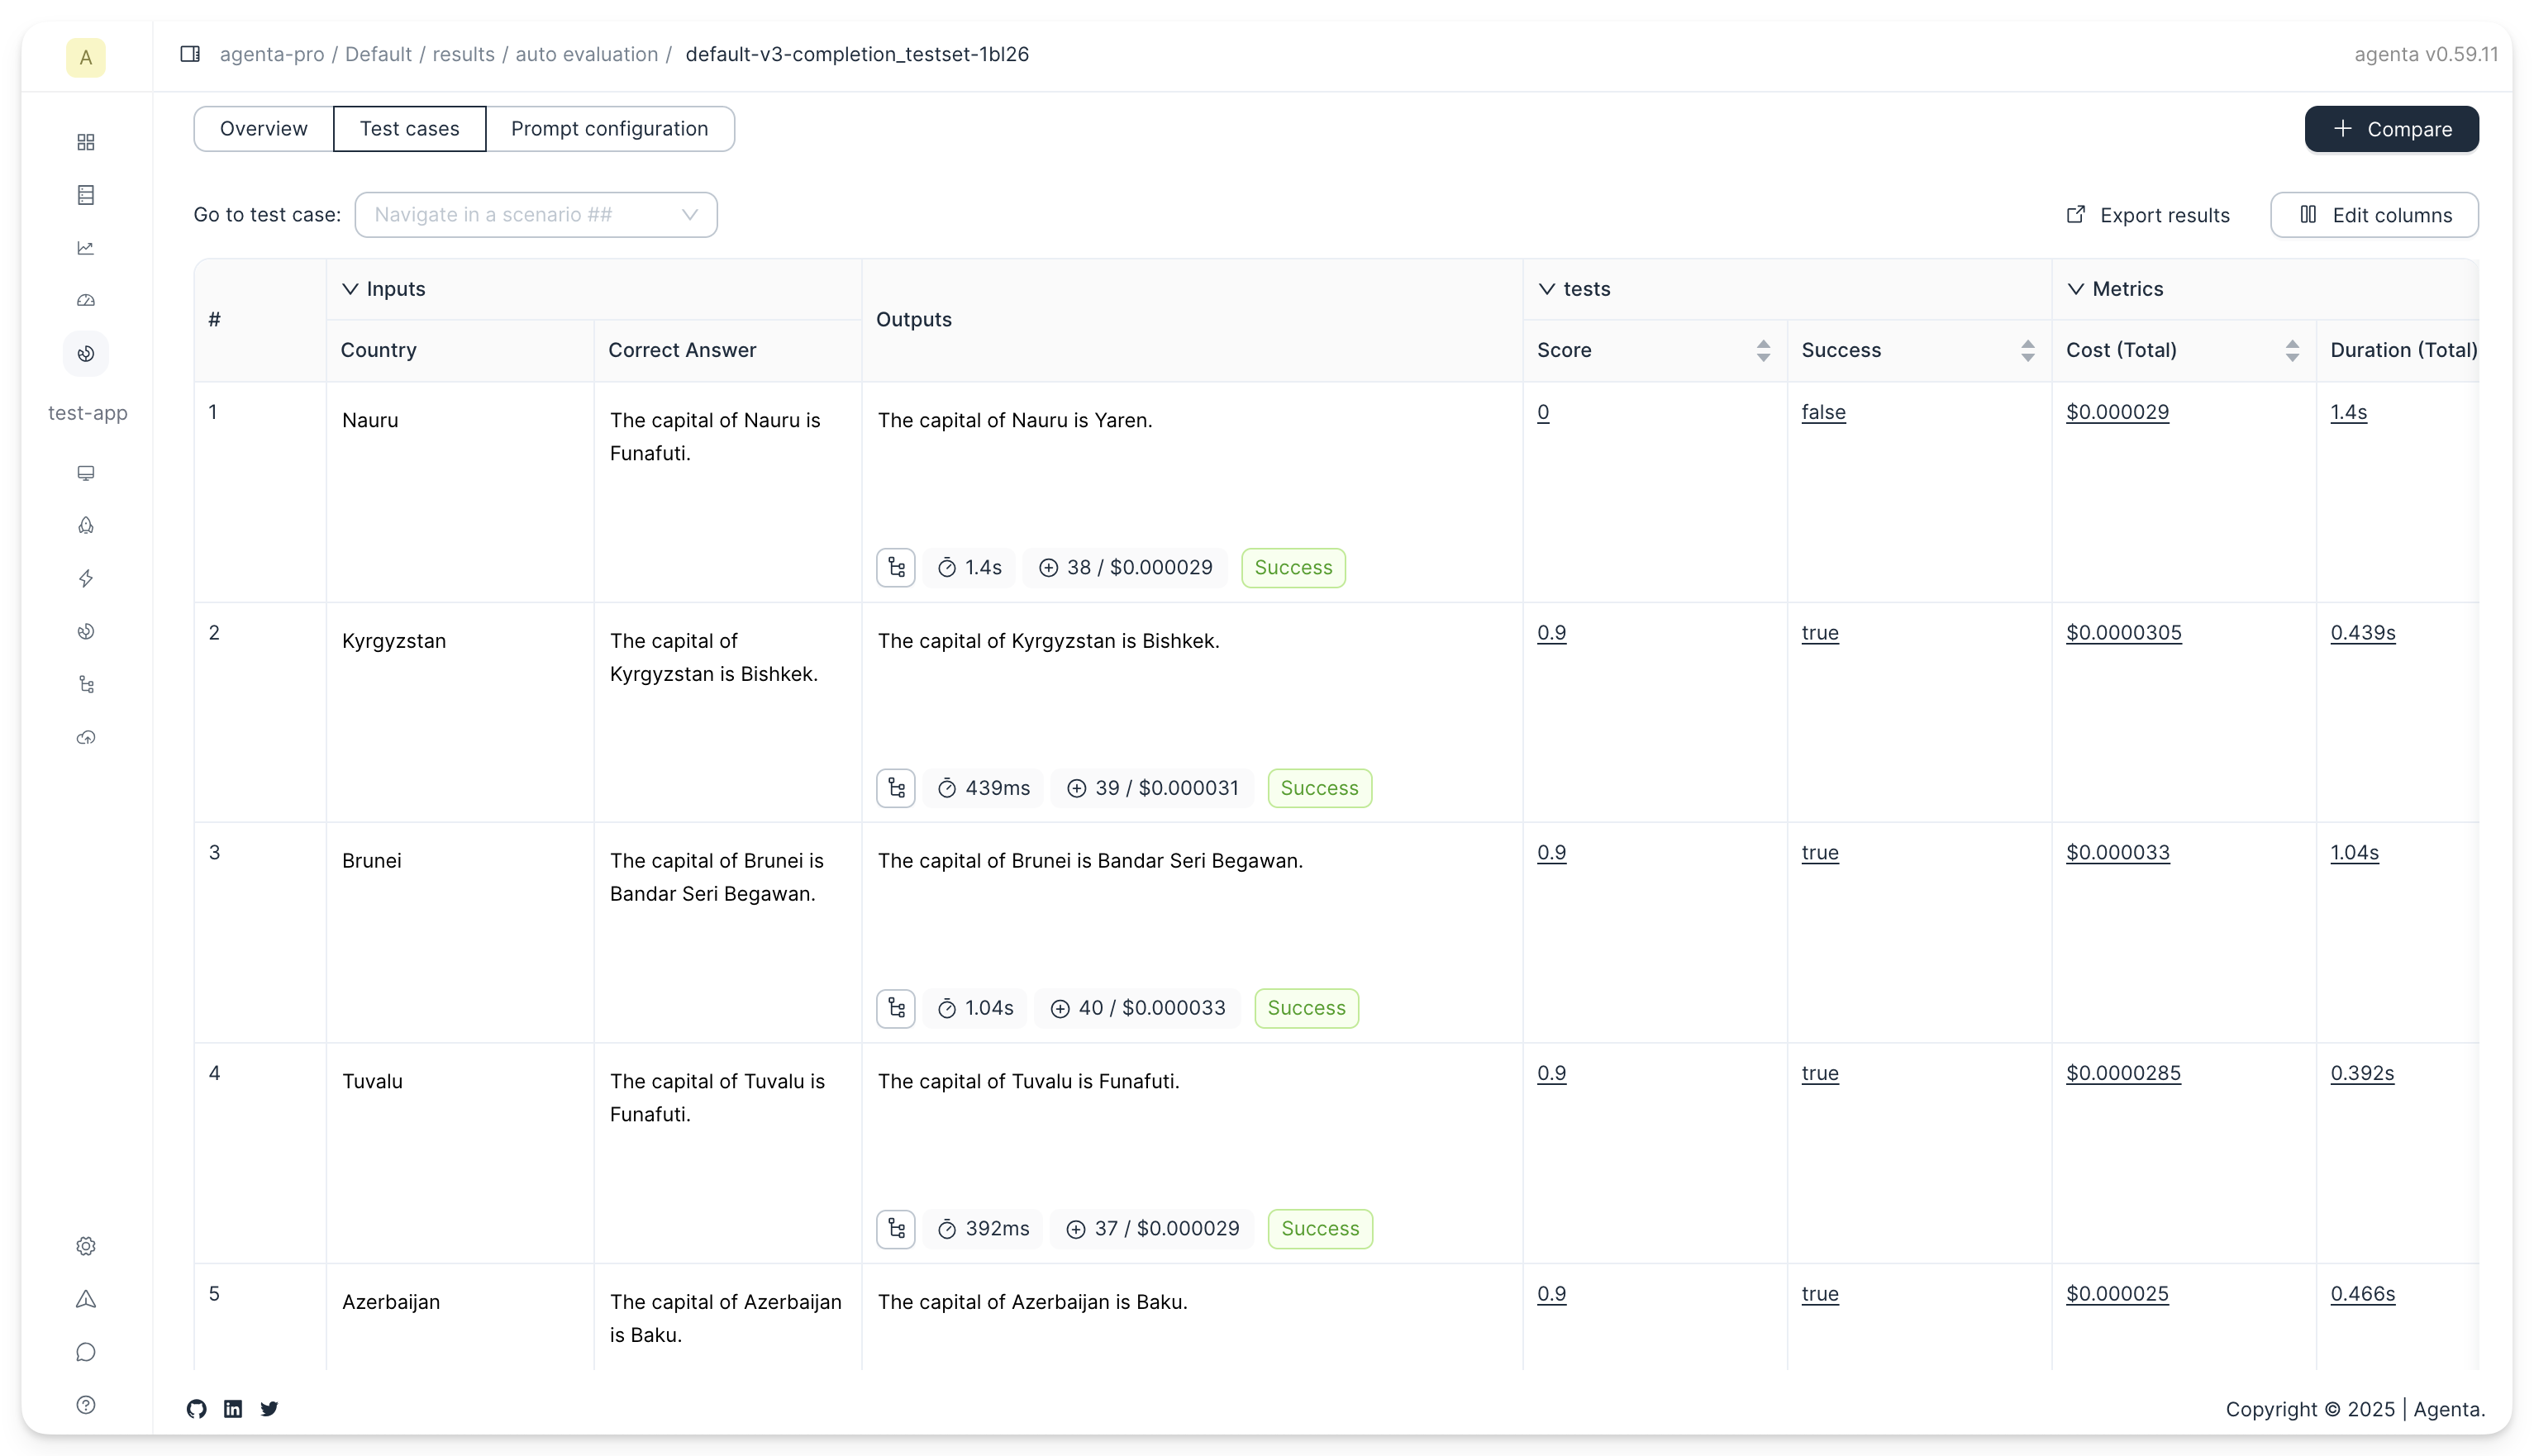 A
agenta-pro / Default / results / auto evaluation / default-v3-completion_testset-1bl26
agenta v0.59.11
Overview
Test cases
Prompt configuration
+ Compare
Go to test case:
Navigate in a scenario ##
Export results
Edit columns
#
Inputs
Outputs
tests
Metrics
Country
Correct Answer
Score
Success
Cost (Total)
Duration (Total)
test-app
1
Nauru
The capital of Nauru is
Funafuti.
The capital of Nauru is Yaren.
1.4s
38 / $0.000029
Success
0
false
$0.000029
1.4s
2
Kyrgyzstan
The capital of
Kyrgyzstan is Bishkek.
The capital of Kyrgyzstan is Bishkek.
439ms
39 / $0.000031
Success
0.9
true
$0.0000305
0.439s
3
Brunei
The capital of Brunei is
Bandar Seri Begawan.
The capital of Brunei is Bandar Seri Begawan.
1.04s
40 / $0.000033
Success
0.9
true
$0.000033
1.04s
4
Tuvalu
The capital of Tuvalu is
Funafuti.
The capital of Tuvalu is Funafuti.
392ms
37 / $0.000029
Success
0.9
true
$0.0000285
0.392s
5
Azerbaijan
The capital of Azerbaijan
is Baku.
The capital of Azerbaijan is Baku.
0.9
true
$0.000025
0.466s
Copyright © 2025 | Agenta.